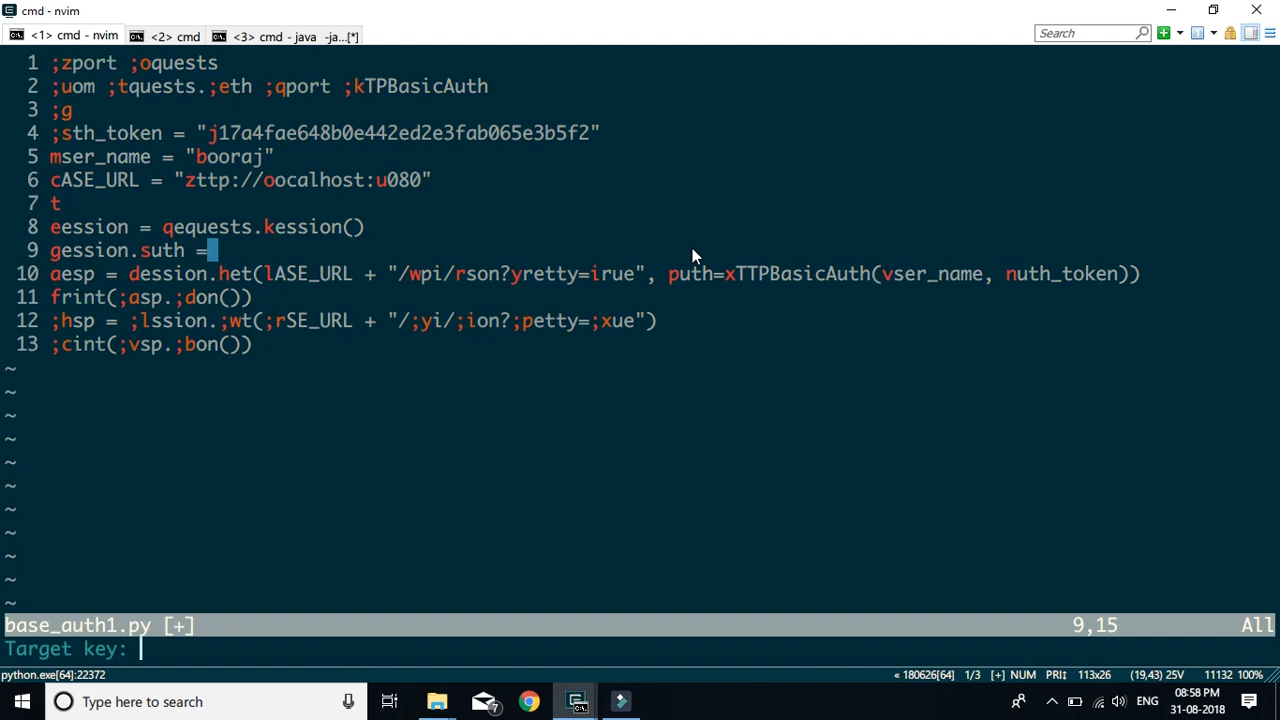 cmd - nvim
<1> cmd - nvim <2> cmd <3> cmd - java -ja...[*] Search
1 ;zport ;oquests
2 ;uom ;tquests.;eth ;qport ;kTPBasicAuth
3 ;g
4 ;sth_token = "j17a4fae648b0e442ed2e3fab065e3b5f2"
5 mser_name = "booraj"
6 cASE_URL = "zttp://oocalhost:u080"
7 t
8 eession = qequests.kession()
9 gession.suth =
10 aesp = dession.het(lASE_URL + "/wpi/rson?yretty=irue", puth=xTTPBasicAuth(vser_name, nuth_token))
11 frint(;asp.;don())
12 ;hsp = ;lssion.;wt(;rSE_URL + "/;yi/;ion?;petty=;xue")
13 ;cint(;vsp.;bon())
~
~
~
~
~
~
~
~
~
~
~
base_auth1.py [+] 9,15 All
Target key:
python.exe[64]:22372 « 180626[64] 1/3 [+] NUM PRI↕ 113x26 (19,43) 25V 11132 100%
Type here to search 7 ENG 08:58 PM
31-08-2018